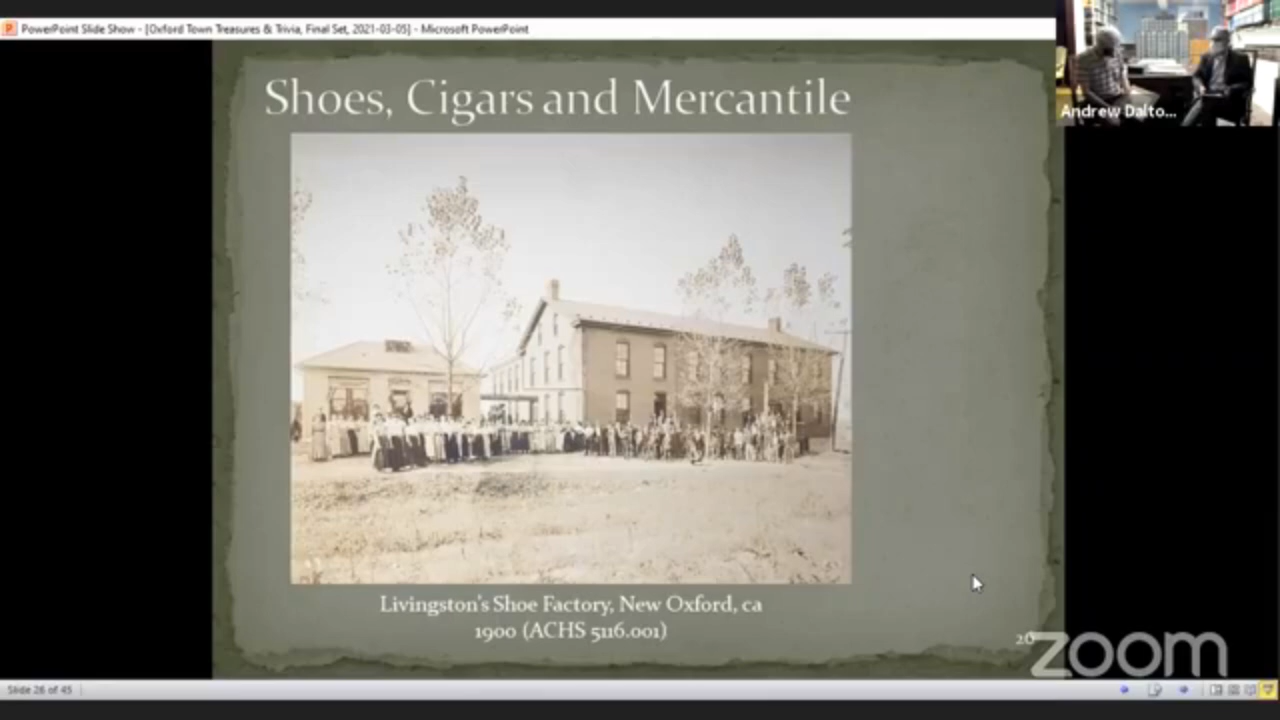 PowerPoint Slide Show - [Oxford Town Treasures & Trivia, Final Set, 2021-03-05] - Microsoft PowerPoint
Andrew Dalto...
Shoes, Cigars and Mercantile
Livingston's Shoe Factory, New Oxford, ca
1900 (ACHS 5116.001)
26
zoom
Slide 26 of 45